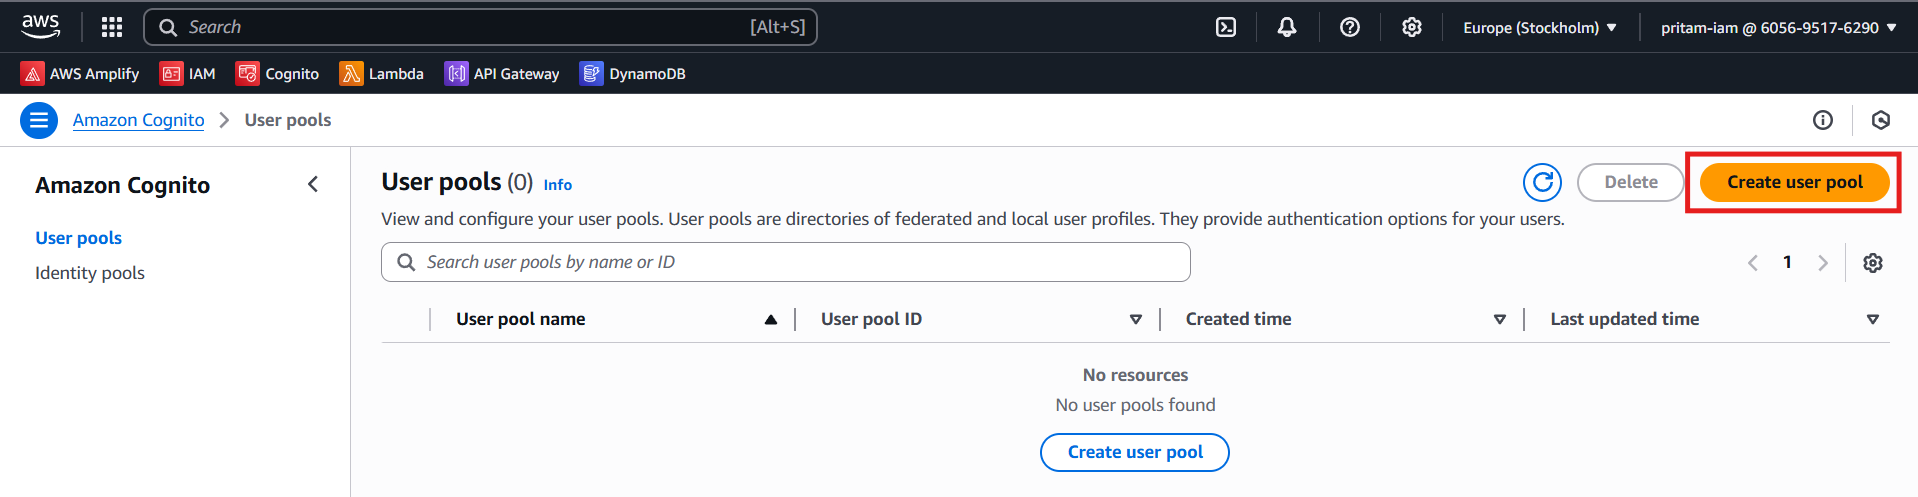 aws
Search [Alt+S]
Europe (Stockholm)
pritam-iam @ 6056-9517-6290
AWS Amplify IAM Cognito Lambda API Gateway DynamoDB
Amazon Cognito > User pools
Amazon Cognito
User pools
Identity pools
User pools (0) Info
Delete
Create user pool
View and configure your user pools. User pools are directories of federated and local user profiles. They provide authentication options for your users.
Search user pools by name or ID
1
User pool name User pool ID Created time Last updated time
No resources
No user pools found
Create user pool